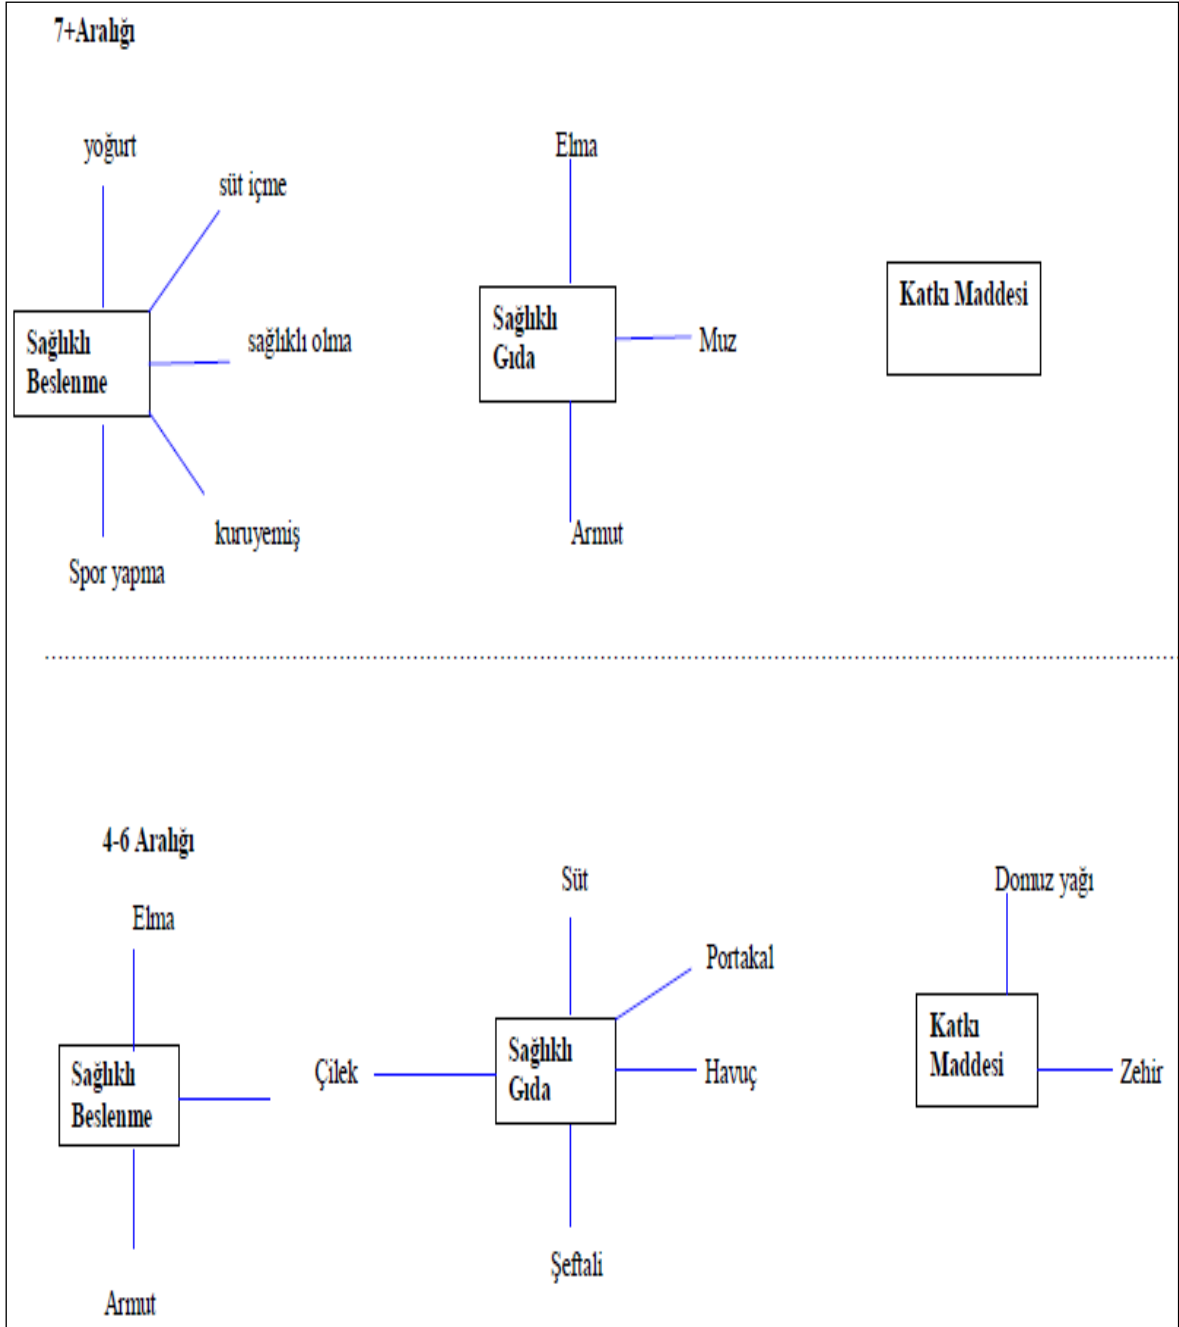 7+Aralığı
yoğurt
süt içme
Sağlıklı
Beslenme
sağlıklı olma
kuruyemiş
Spor yapma
Elma
Sağlıklı
Gıda
Muz
Armut
Katkı Maddesi
4-6 Aralığı
Elma
Sağlıklı
Beslenme
Armut
Süt
Portakal
Çilek
Sağlıklı
Gıda
Havuç
Şeftali
Domuz yağı
Katkı
Maddesi
Zehir